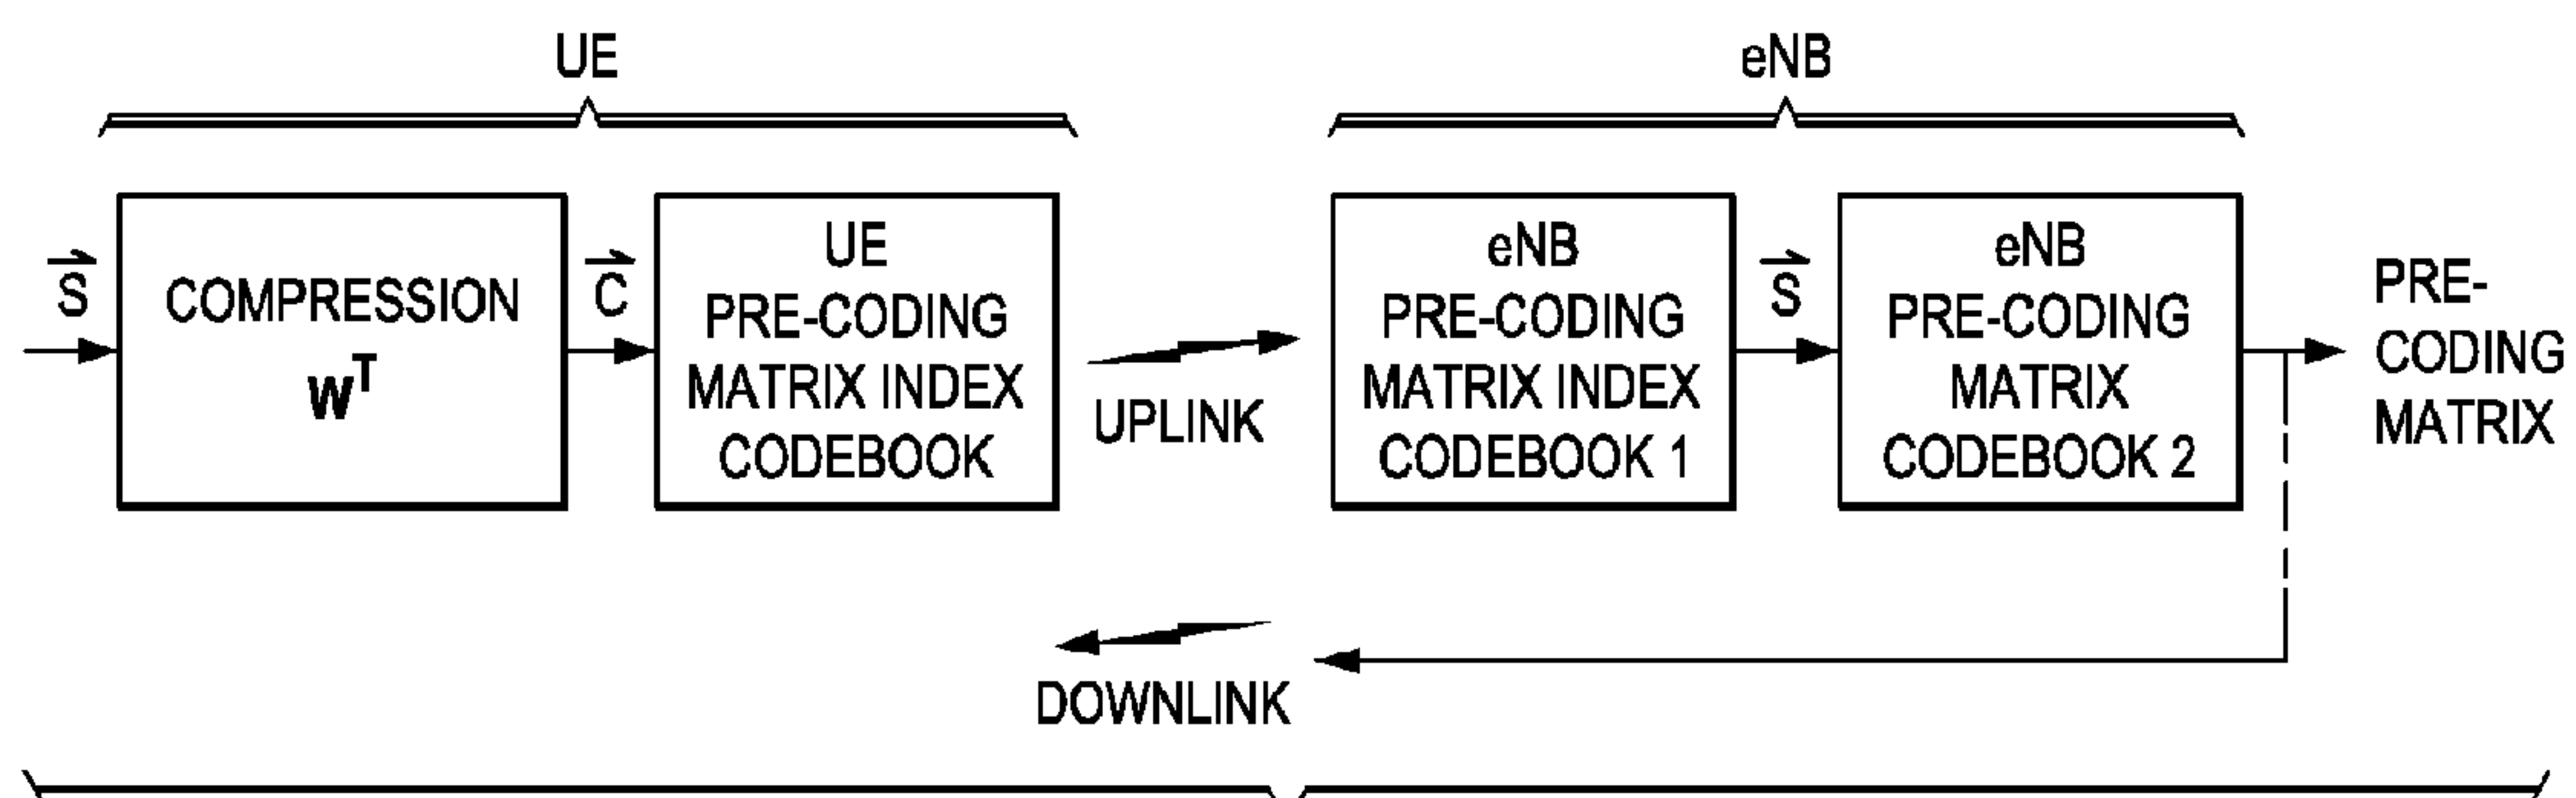 UE
eNB
S
COMPRESSION
W^T
C
UE
PRE-CODING
MATRIX INDEX
CODEBOOK
UPLINK
eNB
PRE-CODING
MATRIX INDEX
CODEBOOK 1
S
eNB
PRE-CODING
MATRIX
CODEBOOK 2
PRE-
CODING
MATRIX
DOWNLINK